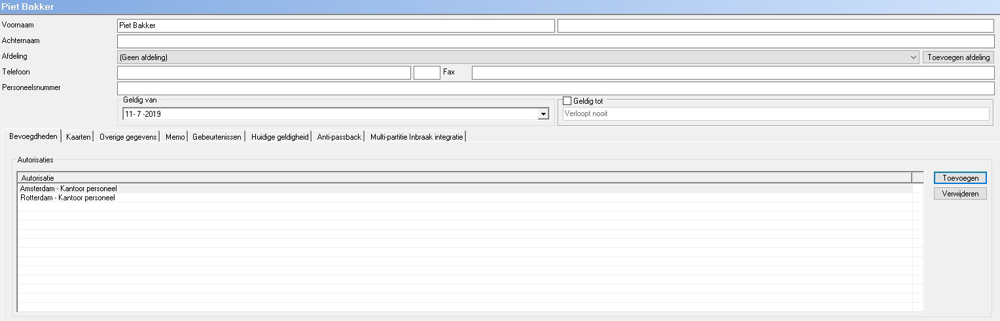 Piet Bakker
Voornaam Piet Bakker
Achternaam
Afdeling (Geen afdeling) Toevoegen afdeling
Telefoon Fax
Personeelsnummer
Geldig van Geldig tot
11- 7 -2019 Verloopt nooit
Bevoegdheden Kaarten Overige gegevens Memo Gebeurtenissen Huidige geldigheid Anti-passback Multi-partitie Inbraak integratie
Autorisaties
Autorisatie Toevoegen
Amsterdam - Kantoor personeel Verwijderen
Rotterdam - Kantoor personeel